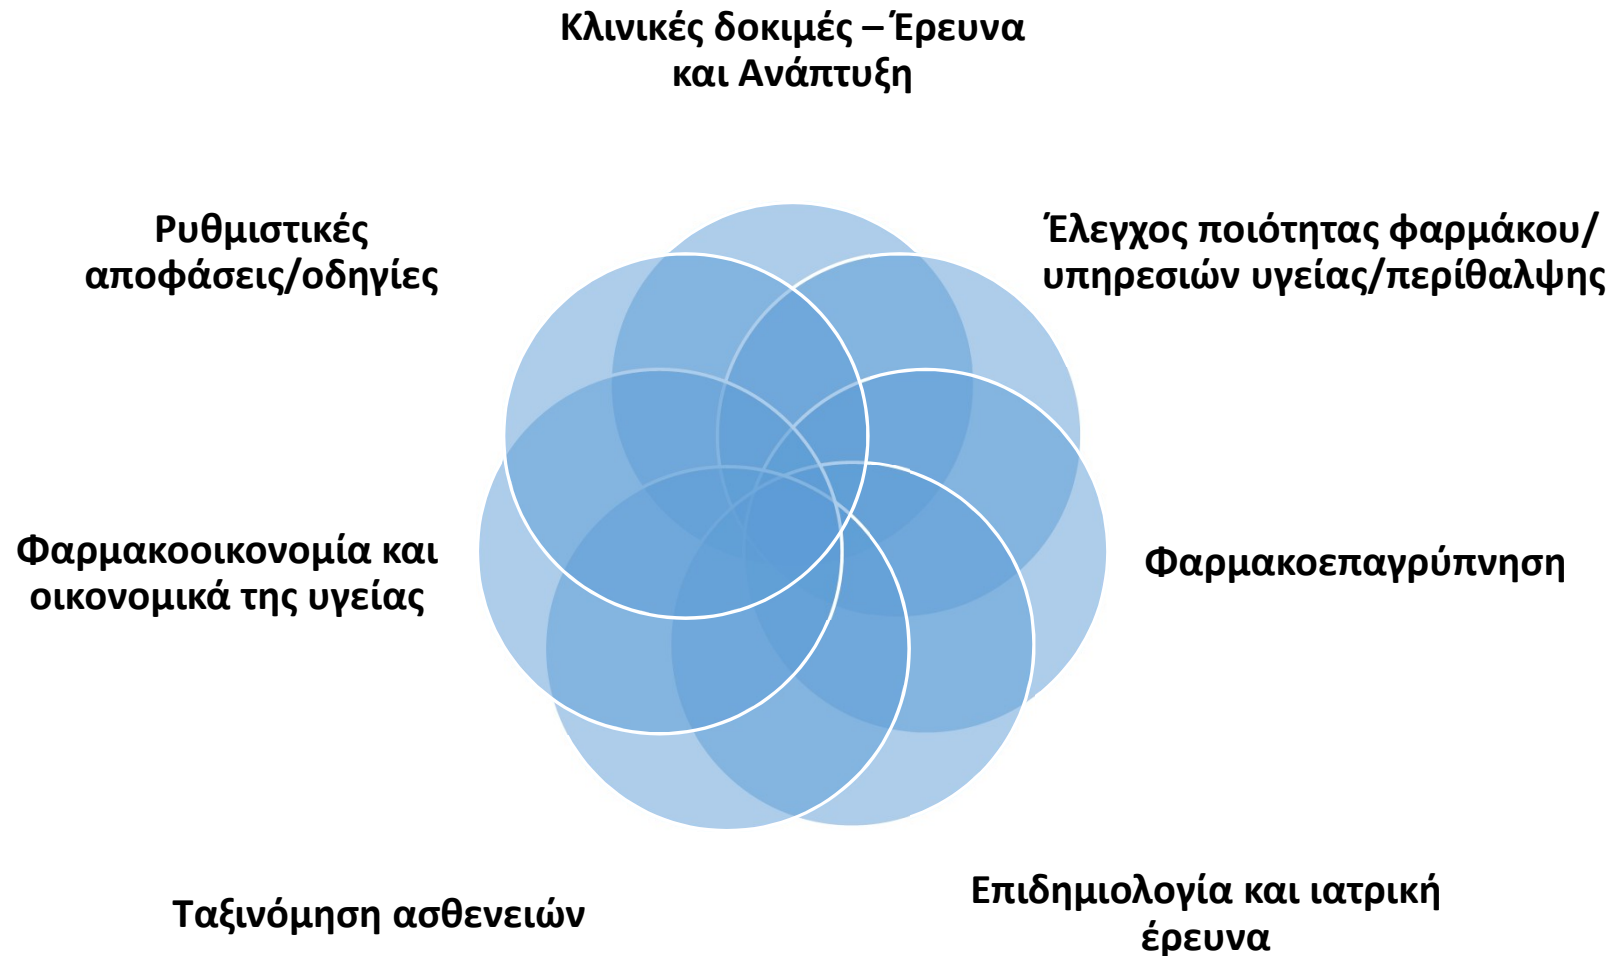 Κλινικές δοκιμές – Έρευνα
και Ανάπτυξη
Έλεγχος ποιότητας φαρμάκου/
υπηρεσιών υγείας/περίθαλψης
Φαρμακοεπαγρύπνηση
Επιδημιολογία και ιατρική
έρευνα
Ταξινόμηση ασθενειών
Φαρμακοοικονομία και
οικονομικά της υγείας
Ρυθμιστικές
αποφάσεις/οδηγίες